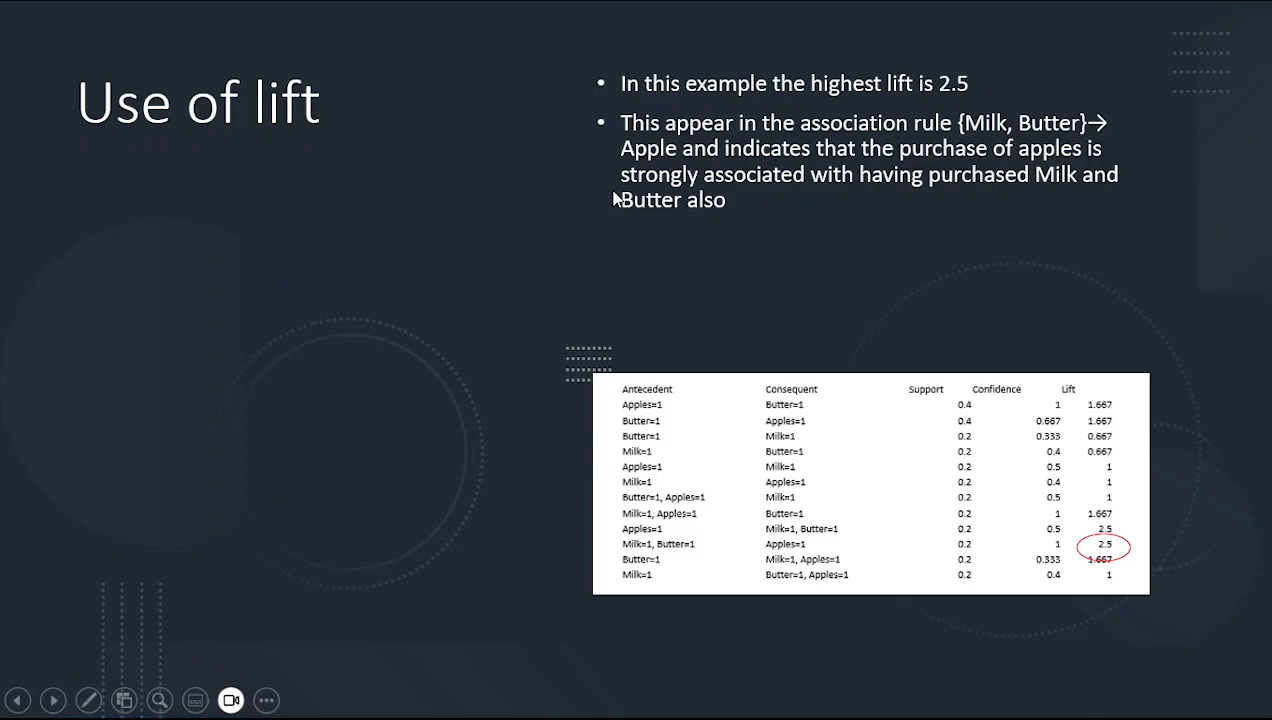 Use of lift
• In this example the highest lift is 2.5
• This appear in the association rule {Milk, Butter}→
Apple and indicates that the purchase of apples is
strongly associated with having purchased Milk and
Butter also
Antecedent Consequent Support Confidence Lift
Apples=1 Butter=1 0.4 1 1.667
Butter=1 Apples=1 0.4 0.667 1.667
Butter=1 Milk=1 0.2 0.333 0.667
Milk=1 Butter=1 0.2 0.4 0.667
Apples=1 Milk=1 0.2 0.5 1
Milk=1 Apples=1 0.2 0.4 1
Butter=1, Apples=1 Milk=1 0.2 0.5 1
Milk=1, Apples=1 Butter=1 0.2 1 1.667
Apples=1 Milk=1, Butter=1 0.2 0.5 2.5
Milk=1, Butter=1 Apples=1 0.2 1 2.5
Butter=1 Milk=1, Apples=1 0.2 0.333 1.667
Milk=1 Butter=1, Apples=1 0.2 0.4 1